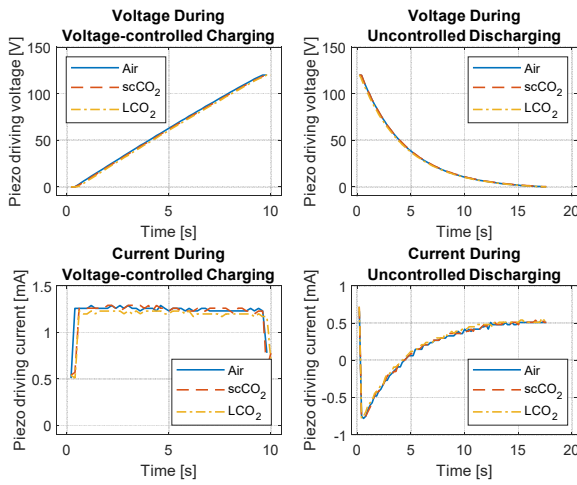 Voltage During
Voltage-controlled Charging
Piezo driving voltage [V]
150
100
50
0
Air
scCO2
LCO2
0
5
10
Time [s]
Voltage During
Uncontrolled Discharging
Piezo driving voltage [V]
150
100
50
0
Air
scCO2
LCO2
0
5
10
15
20
Time [s]
Current During
Voltage-controlled Charging
Piezo driving current [mA]
1.5
1
0.5
0
Air
scCO2
LCO2
0
5
10
Time [s]
Current During
Uncontrolled Discharging
Piezo driving current [mA]
1
0.5
0
-0.5
-1
Air
scCO2
LCO2
0
5
10
15
20
Time [s]